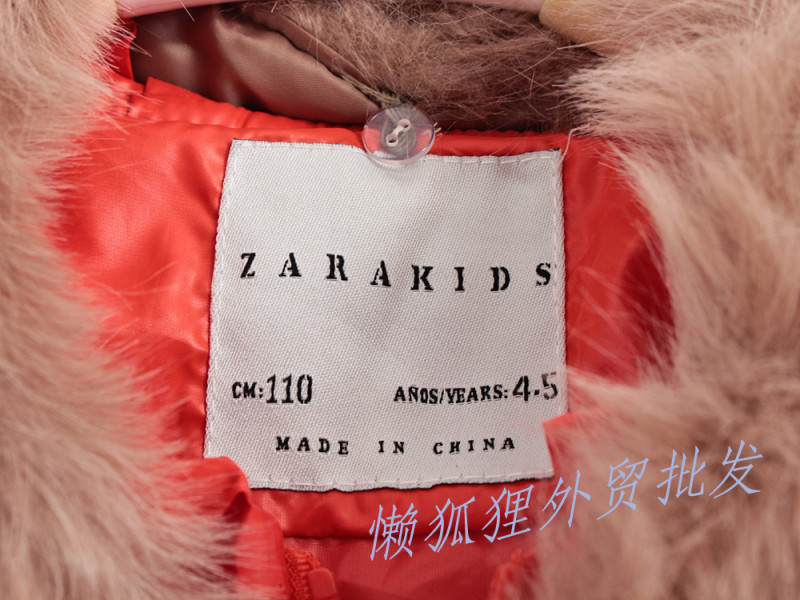 ZARAKIDS
CM:110 AÑOS/YEARS:4-5
MADE IN CHINA
懒狐狸外贸批发